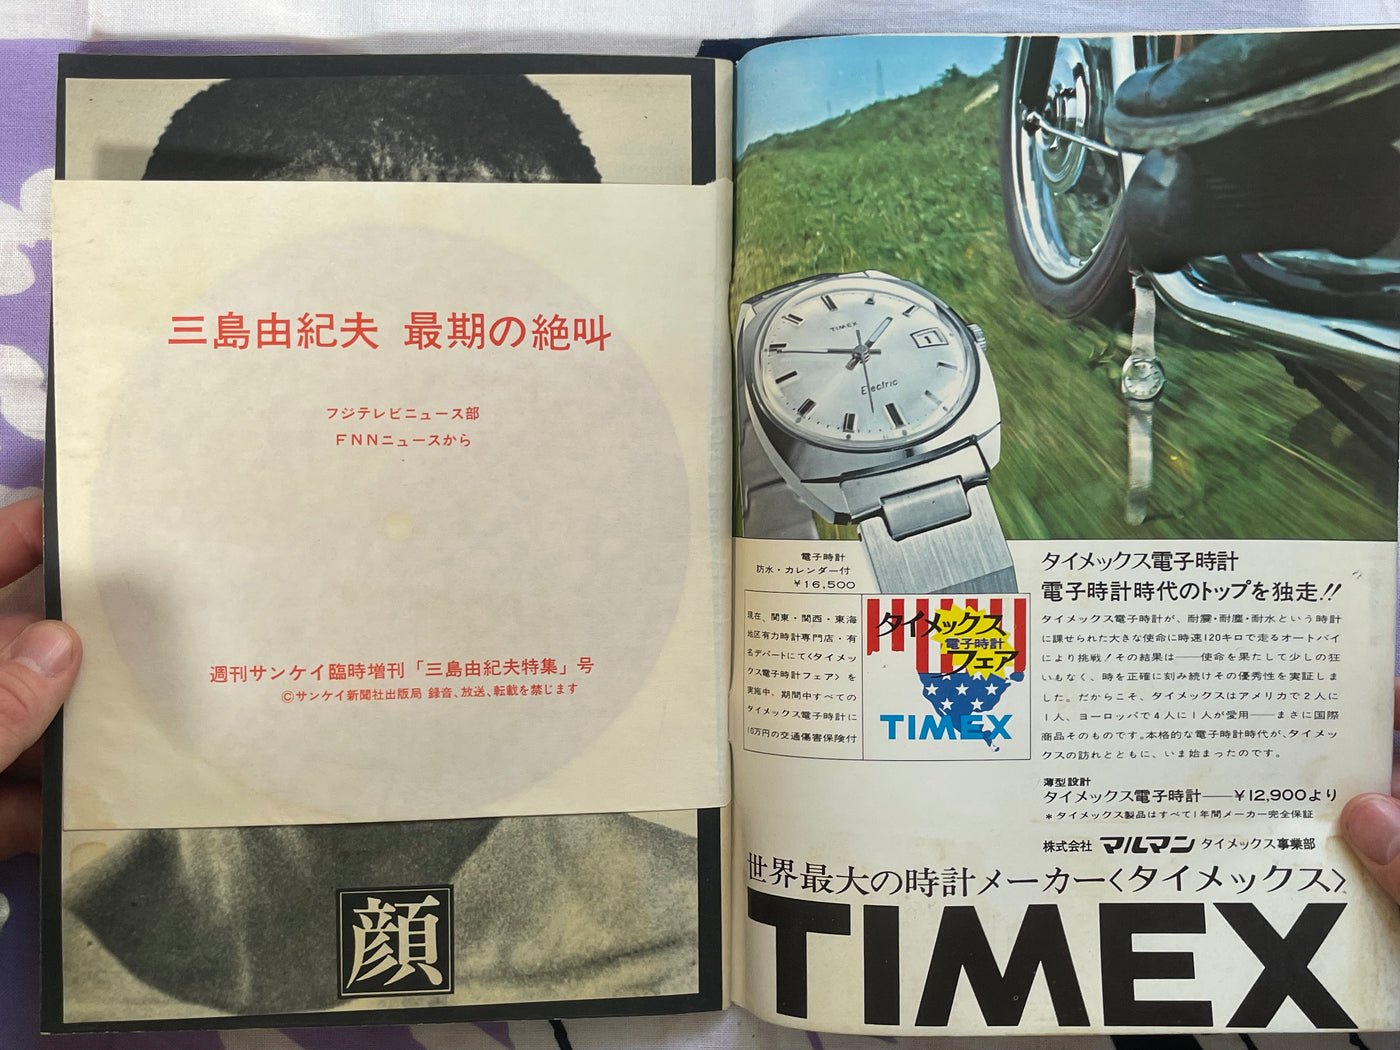 三島由紀夫 最期の絶叫
フジテレビニュース部
FNNニュースから
週刊サンケイ臨時増刊「三島由紀夫特集」号
©サンケイ新聞社出版局 録音、放送、転載を禁じます
顔
TIMEX
Electric
1
電子時計
防水・カレンダー付
¥16,500
現在、関東・関西・東海
地区有力時計専門店・有
名デパートにて〈タイメッ
クス電子時計フェア〉を
実施中。期間中すべての
タイメックス電子時計に
10万円の交通傷害保険付
タイメックス
電子時計
フェア
TIMEX
タイメックス電子時計
電子時計時代のトップを独走!!
タイメックス電子時計が、耐震・耐塵・耐水という時計
に課せられた大きな使命に時速120キロで走るオートバイ
により挑戦!その結果は──使命を果たして少しの狂
いもなく、時を正確に刻み続けその優秀性を実証しま
した。だからこそ、タイメックスはアメリカで2人に
1人、ヨーロッパで4人に1人が愛用──まさに国際
商品そのものです。本格的な電子時計時代が、タイメッ
クスの訪れとともに、いま始まったのです。
薄型設計
タイメックス電子時計──¥12,900より
*タイメックス製品はすべて1年間メーカー完全保証
株式会社 マルマン タイメックス事業部
世界最大の時計メーカー〈タイメックス〉
TIMEX